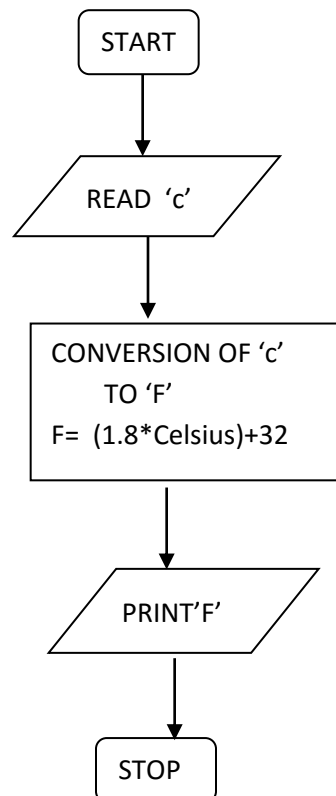 START
READ ‘c’
CONVERSION OF ‘c’
TO ‘F’
F= (1.8*Celsius)+32
PRINT’F’
STOP